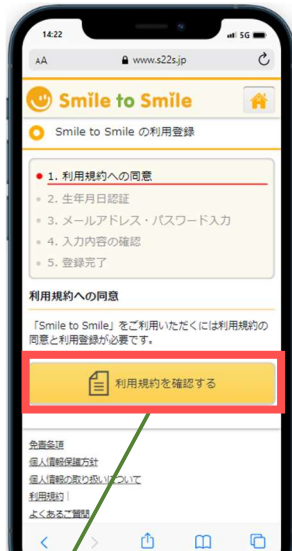 14:22
5G
AA www.s22s.jp
Smile to Smile
Smile to Smile の利用登録
1. 利用規約への同意
2. 生年月日認証
3. メールアドレス・パスワード入力
4. 入力内容の確認
5. 登録完了
利用規約への同意
「Smile to Smile」をご利用いただくには利用規約の
同意と利用登録が必要です。
利用規約を確認する
免責条項
個人情報保護方針
個人情報の取り扱いについて
利用規約 |
よくあるご質問